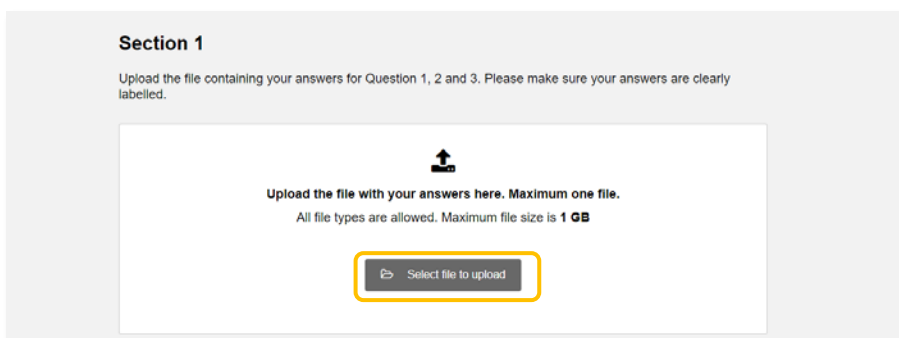 Section 1
Upload the file containing your answers for Question 1, 2 and 3. Please make sure your answers are clearly
labelled.
Upload the file with your answers here. Maximum one file.
All file types are allowed. Maximum file size is 1 GB
Select file to upload